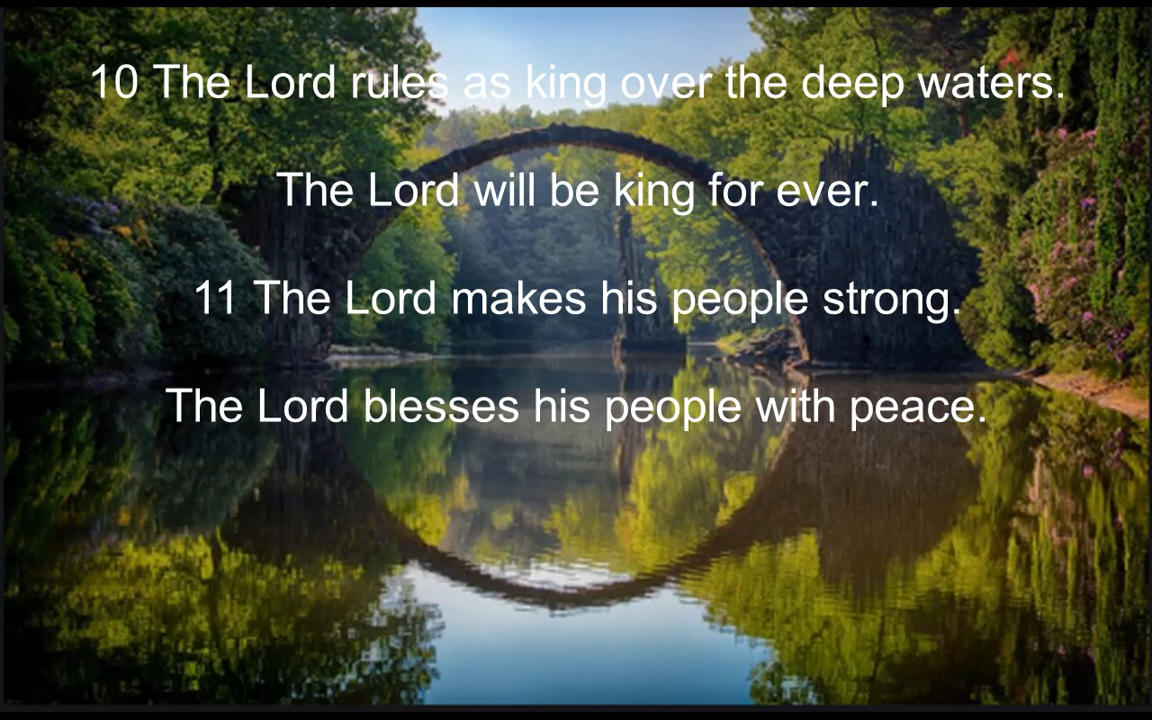 10 The Lord rules as king over the deep waters.
The Lord will be king for ever.
11 The Lord makes his people strong.
The Lord blesses his people with peace.